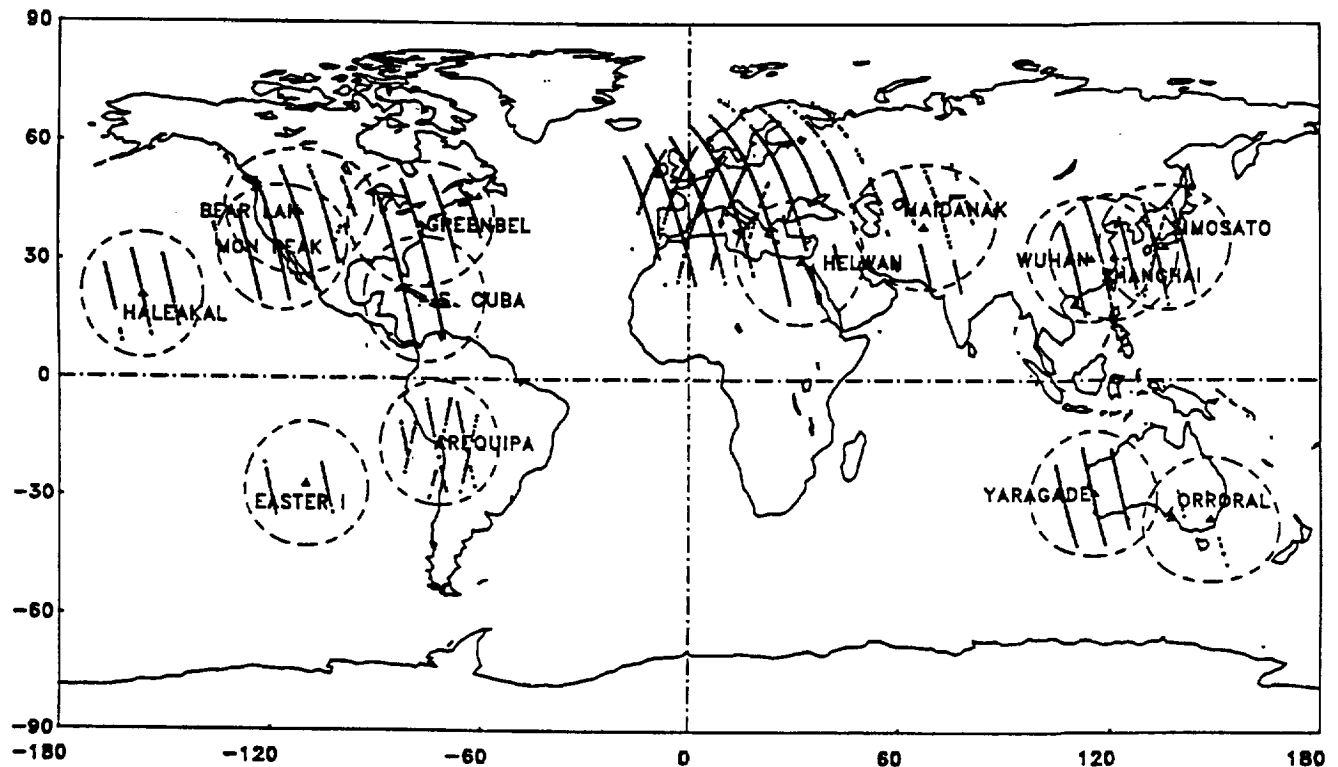 90
60
BEAR LAK
GREENBEL
MAIDANAK
MON PEAK
SIMOSATO
30
HELWAN
WUHAN
SHANGHAI
S. CUBA
HALEAKAL
0
AREQUIPA
-30
EASTER I
YARAGADE
ORRORAL
-60
-90
-180
-120
-60
0
60
120
180